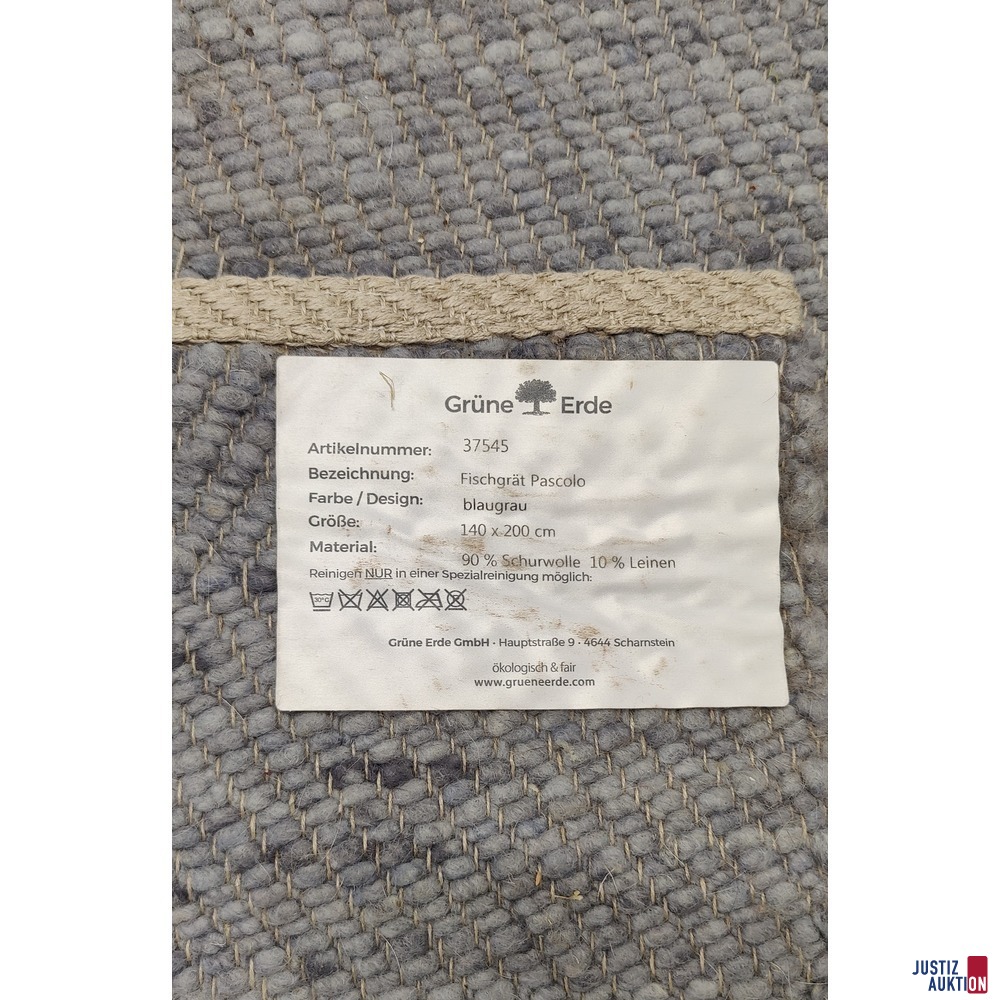 Grüne Erde
Artikelnummer: 37545
Bezeichnung: Fischgrät Pascolo
Farbe / Design: blaugrau
Größe: 140 x 200 cm
Material: 90 % Schurwolle 10 % Leinen
Reinigen NUR in einer Spezialreinigung möglich:
30°C
Grüne Erde GmbH · Hauptstraße 9 · 4644 Scharnstein
ökologisch & fair
www.grueneerde.com
JUSTIZ
AUKTION